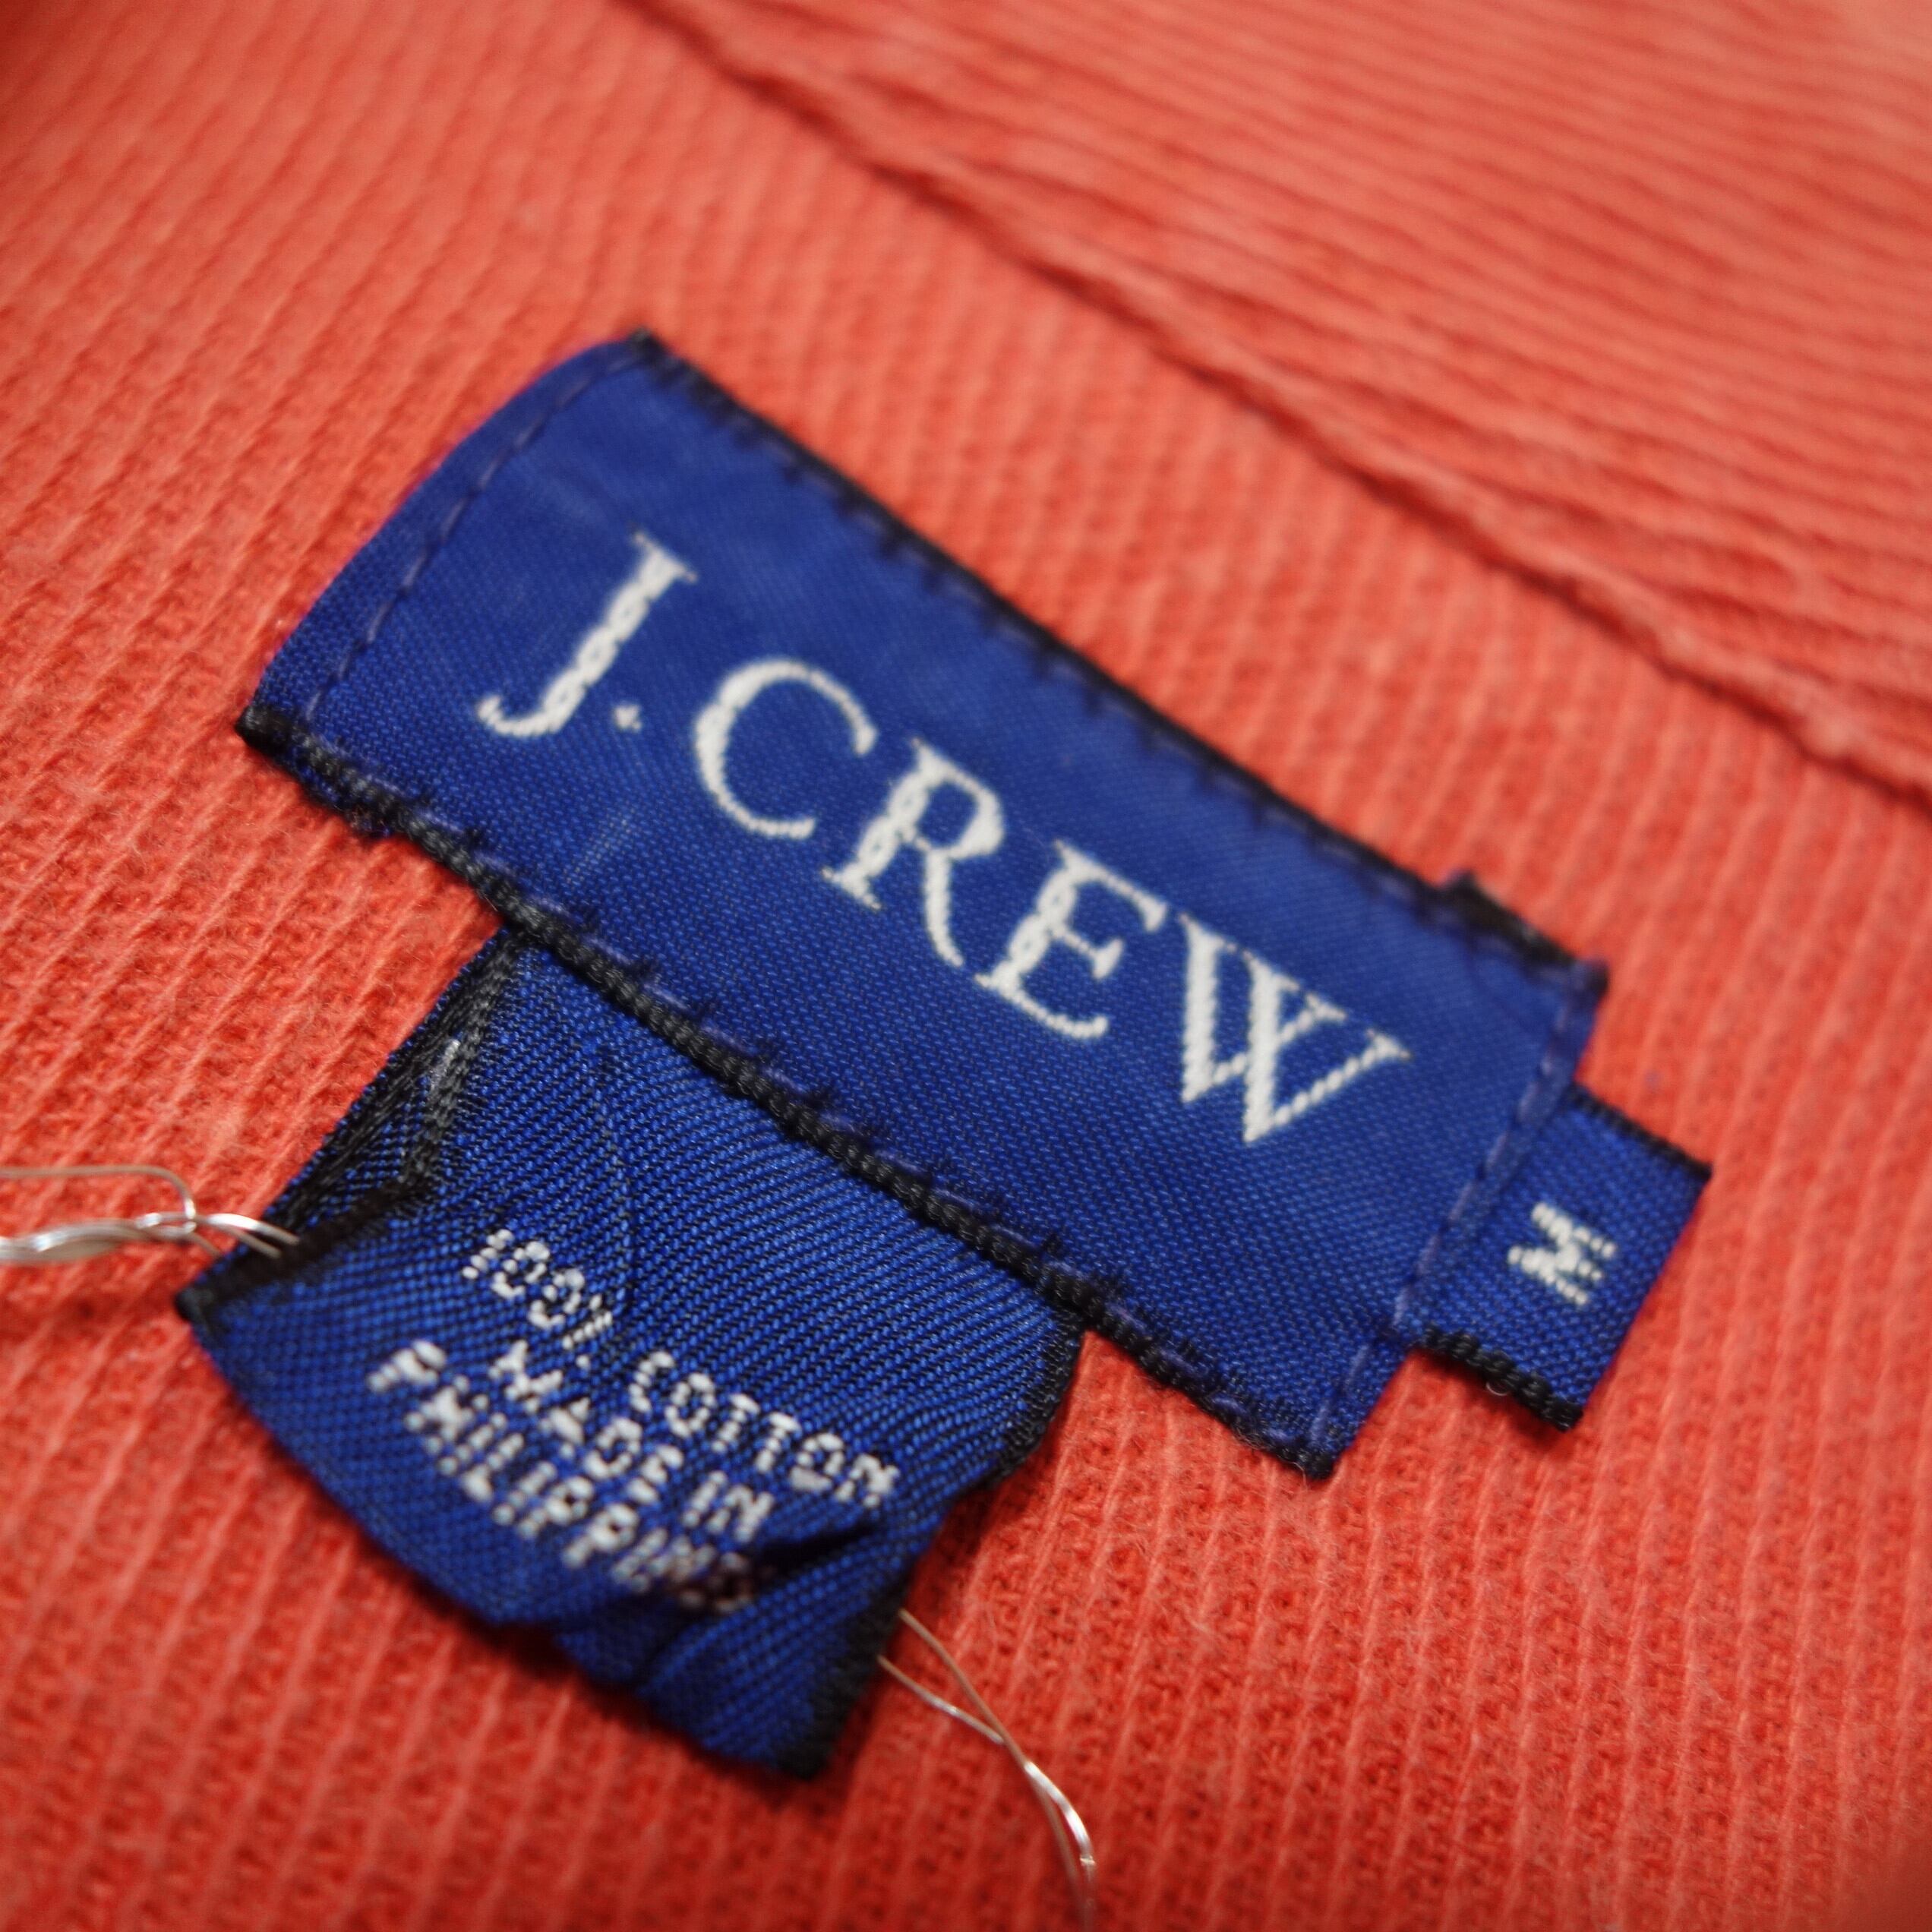 J.CREW
M
100% COTTON
MADE IN
PHILIPPINES